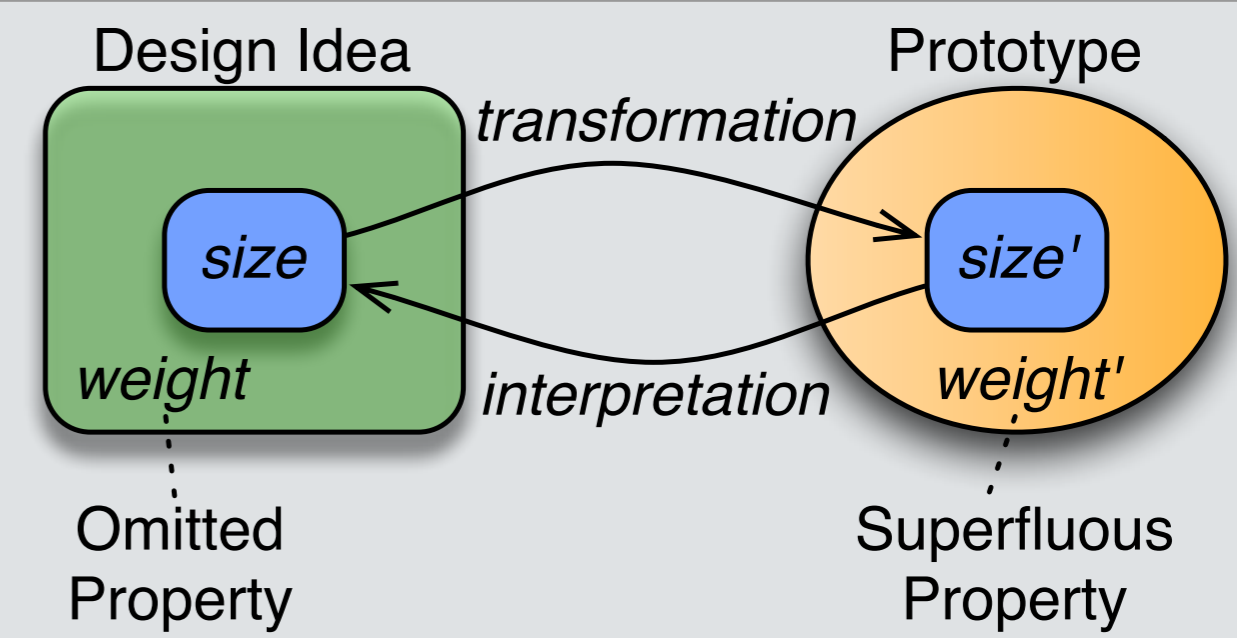 Design Idea
Prototype
transformation
size
size'
weight
interpretation
weight'
Omitted
Property
Superfluous
Property